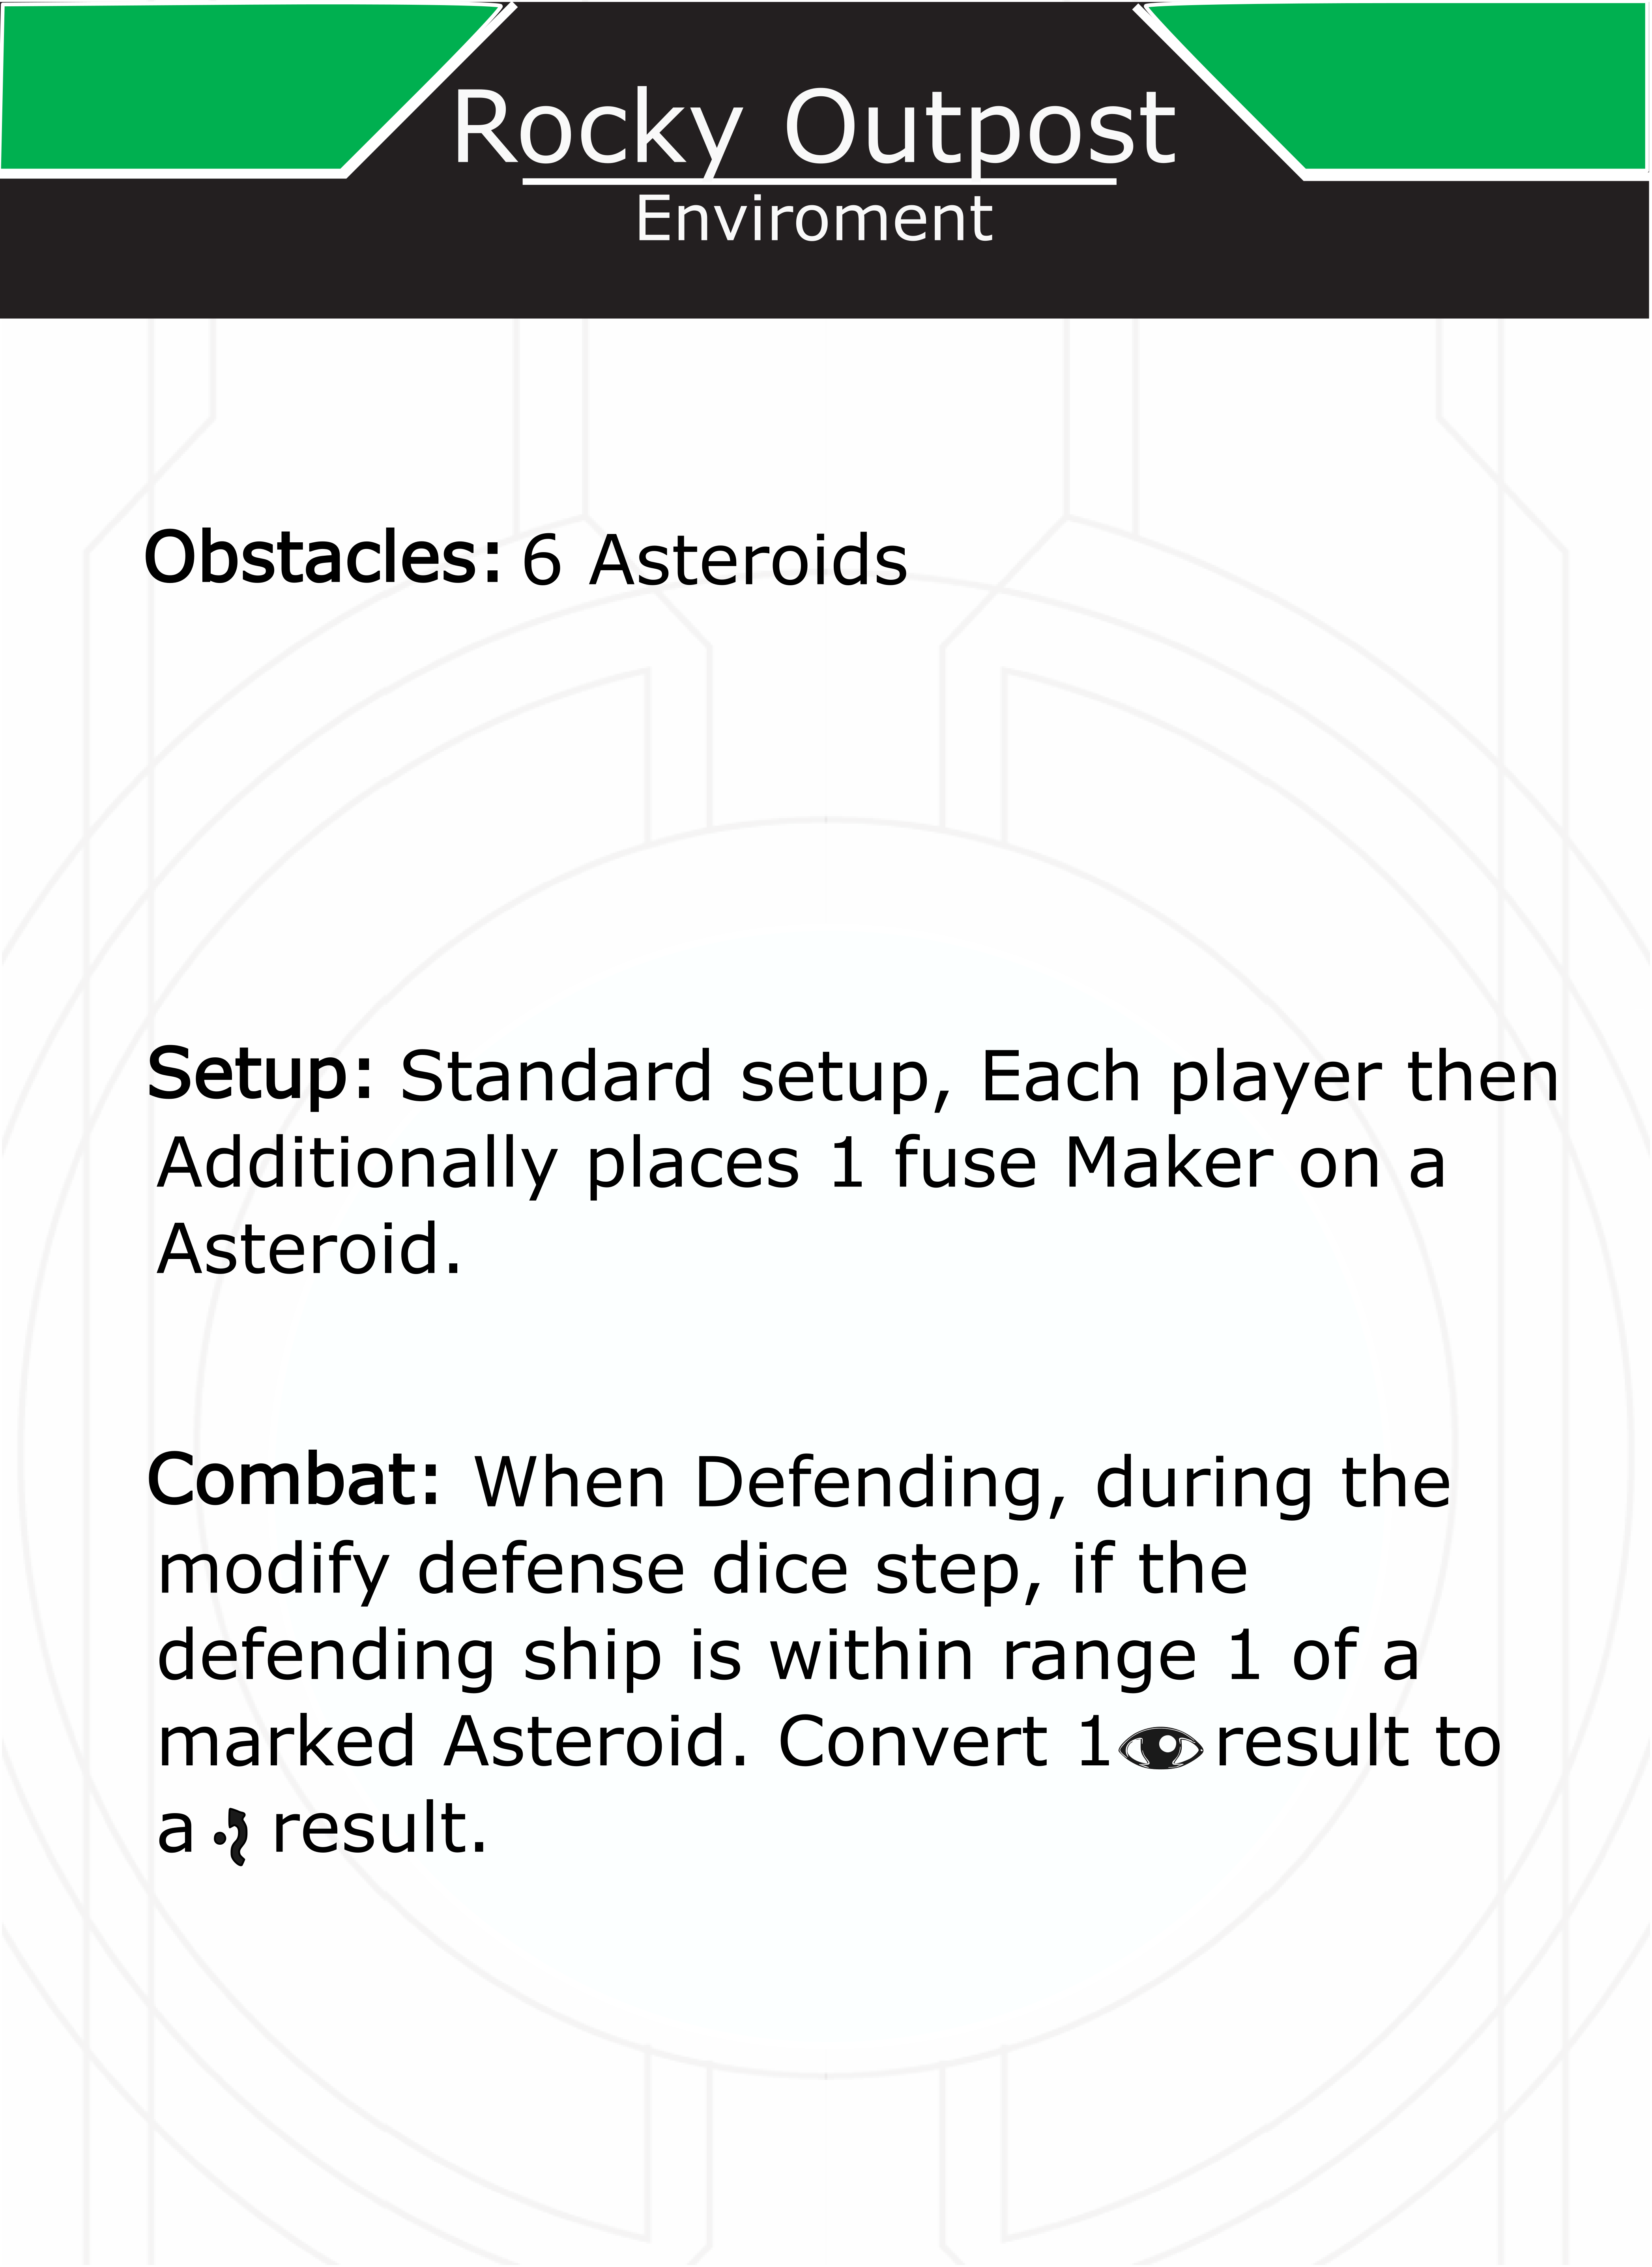 Rocky Outpost
Enviroment
Obstacles: 6 Asteroids
Setup: Standard setup, Each player then
Additionally places 1 fuse Maker on a
Asteroid.
Combat: When Defending, during the
modify defense dice step, if the
defending ship is within range 1 of a
marked Asteroid. Convert 1 result to
a result.